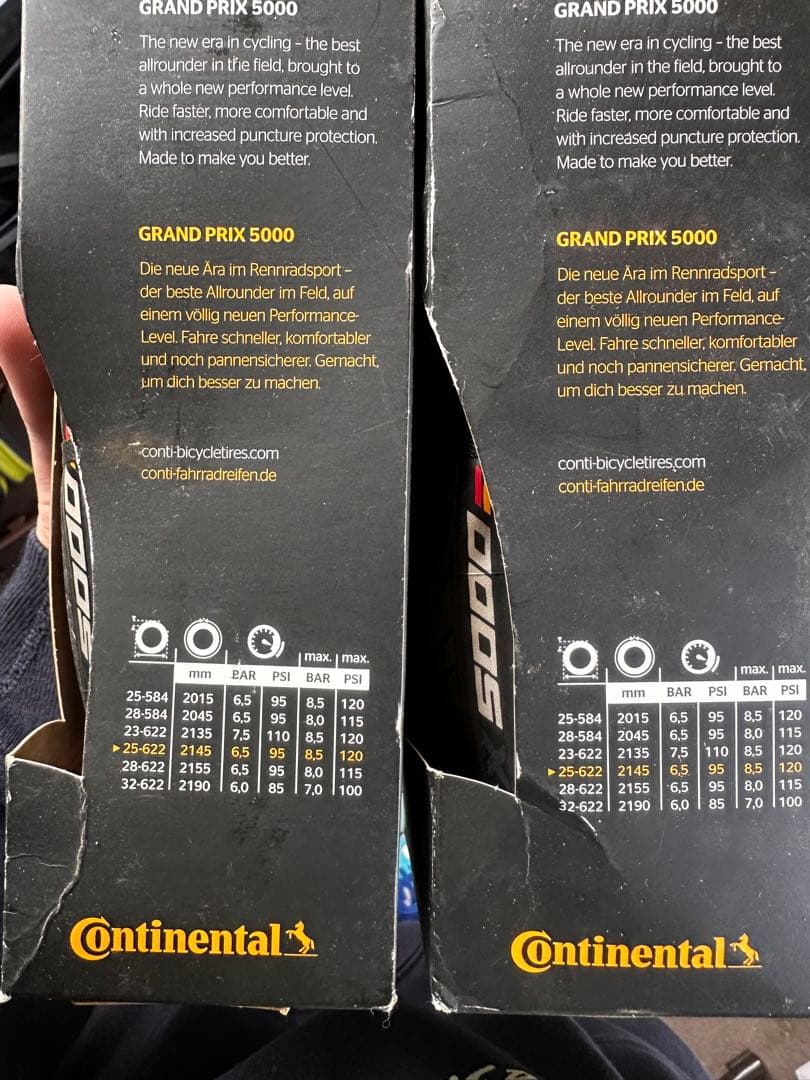 GRAND PRIX 5000
The new era in cycling – the best
allrounder in the field, brought to
a whole new performance level.
Ride faster, more comfortable and
with increased puncture protection.
Made to make you better.
GRAND PRIX 5000
Die neue Ära im Rennradsport –
der beste Allrounder im Feld, auf
einem völlig neuen Performance-
Level. Fahre schneller, komfortabler
und noch pannensicherer. Gemacht,
um dich besser zu machen.
conti-bicycletires.com
conti-fahrradreifen.de
5000
max. max.
mm BAR PSI BAR PSI
25-584 2015 6,5 95 8,5 120
28-584 2045 6,5 95 8,0 115
23-622 2135 7,5 110 8,5 120
▸25-622 2145 6,5 95 8,5 120
28-622 2155 6,5 95 8,0 115
32-622 2190 6,0 85 7,0 100
Continental
GRAND PRIX 5000
The new era in cycling – the best
allrounder in the field, brought to
a whole new performance level.
Ride faster, more comfortable and
with increased puncture protection.
Made to make you better.
GRAND PRIX 5000
Die neue Ära im Rennradsport –
der beste Allrounder im Feld, auf
einem völlig neuen Performance-
Level. Fahre schneller, komfortabler
und noch pannensicherer. Gemacht,
um dich besser zu machen.
conti-bicycletires.com
conti-fahrradreifen.de
X 5000
max. max.
mm BAR PSI BAR PSI
25-584 2015 6,5 95 8,5 120
28-584 2045 6,5 95 8,0 115
23-622 2135 7,5 110 8,5 120
▸25-622 2145 6,5 95 8,5 120
28-622 2155 6,5 95 8,0 115
32-622 2190 6,0 85 7,0 100
Continental